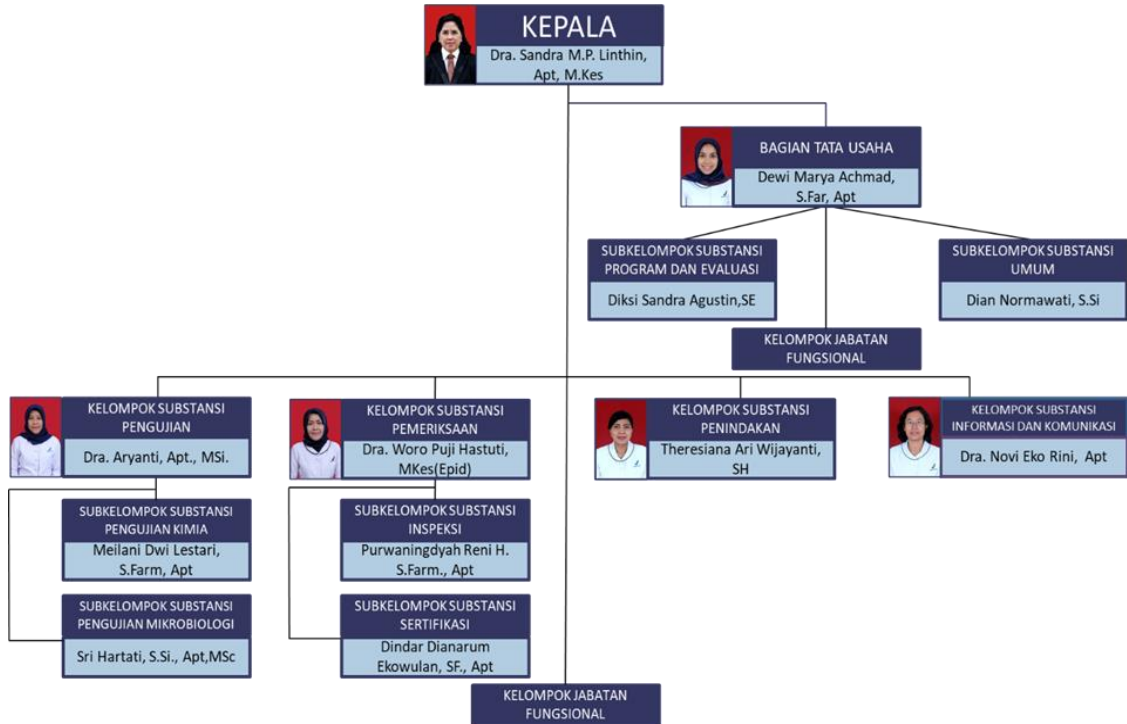 KEPALA
Dra. Sandra M.P. Linthin,
Apt, M.Kes
BAGIAN TATA USAHA
Dewi Marya Achmad,
S.Far, Apt
SUBKELOMPOK SUBSTANSI
PROGRAM DAN EVALUASI
Diksi Sandra Agustin,SE
SUBKELOMPOK SUBSTANSI
UMUM
Dian Normawati, S.Si
KELOMPOK JABATAN
FUNGSIONAL
KELOMPOK SUBSTANSI
PENGUJIAN
Dra. Aryanti, Apt., MSi.
KELOMPOK SUBSTANSI
PEMERIKSAAN
Dra. Woro Puji Hastuti,
MKes(Epid)
KELOMPOK SUBSTANSI
PENINDAKAN
Theresiana Ari Wijayanti,
SH
KELOMPOK SUBSTANSI
INFORMASI DAN KOMUNIKASI
Dra. Novi Eko Rini, Apt
SUBKELOMPOK SUBSTANSI
PENGUJIAN KIMIA
Meilani Dwi Lestari,
S.Farm, Apt
SUBKELOMPOK SUBSTANSI
INSPEKSI
Purwaningdyah Reni H.
S.Farm., Apt
SUBKELOMPOK SUBSTANSI
PENGUJIAN MIKROBIOLOGI
Sri Hartati, S.Si., Apt,MSc
SUBKELOMPOK SUBSTANSI
SERTIFIKASI
Dindar Dianarum
Ekowulan, SF., Apt
KELOMPOK JABATAN
FUNGSIONAL